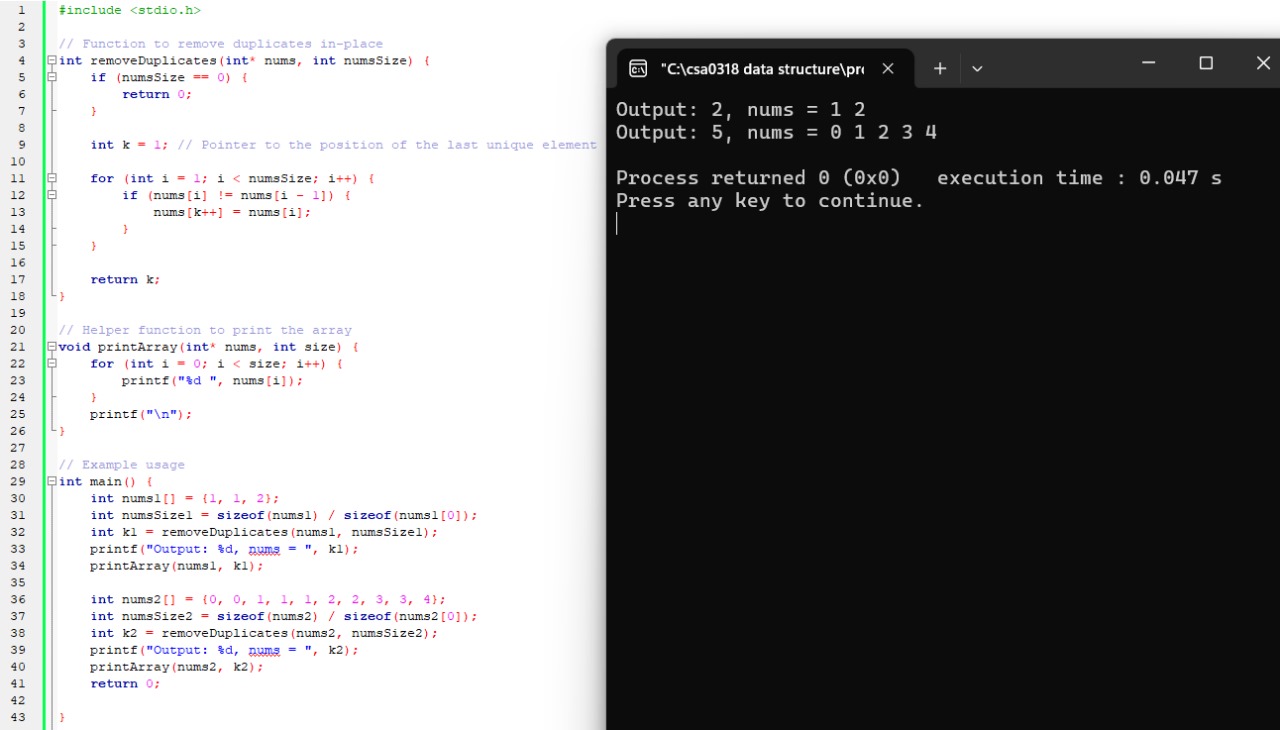 1 #include <stdio.h>
2
3 // Function to remove duplicates in-place
4 int removeDuplicates(int* nums, int numsSize) {
5     if (numsSize == 0) {
6         return 0;
7     }
8
9     int k = 1; // Pointer to the position of the last unique element
10
11     for (int i = 1; i < numsSize; i++) {
12         if (nums[i] != nums[i - 1]) {
13             nums[k++] = nums[i];
14         }
15     }
16
17     return k;
18 }
19
20 // Helper function to print the array
21 void printArray(int* nums, int size) {
22     for (int i = 0; i < size; i++) {
23         printf("%d ", nums[i]);
24     }
25     printf("\n");
26 }
27
28 // Example usage
29 int main() {
30     int nums1[] = {1, 1, 2};
31     int numsSize1 = sizeof(nums1) / sizeof(nums1[0]);
32     int k1 = removeDuplicates(nums1, numsSize1);
33     printf("Output: %d, nums = ", k1);
34     printArray(nums1, k1);
35
36     int nums2[] = {0, 0, 1, 1, 1, 2, 2, 3, 3, 4};
37     int numsSize2 = sizeof(nums2) / sizeof(nums2[0]);
38     int k2 = removeDuplicates(nums2, numsSize2);
39     printf("Output: %d, nums = ", k2);
40     printArray(nums2, k2);
41     return 0;
42
43 }
"C:\csa0318 data structure\pr
Output: 2, nums = 1 2
Output: 5, nums = 0 1 2 3 4
Process returned 0 (0x0)   execution time : 0.047 s
Press any key to continue.